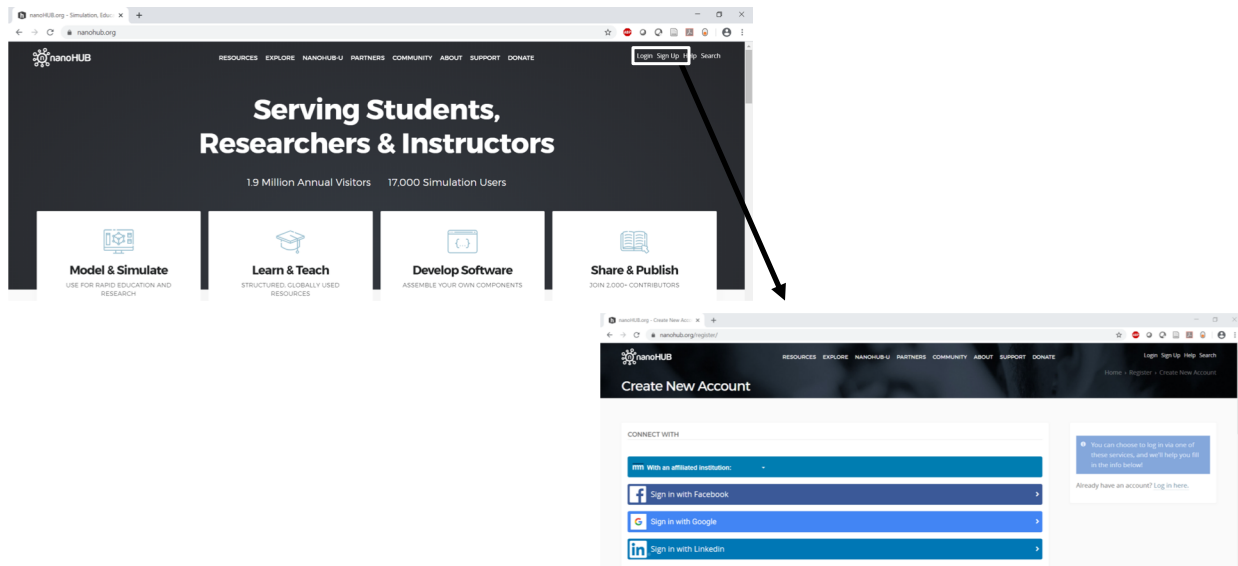 nanoHUB.org - Simulation, Educ
nanohub.org
nanoHUB
RESOURCES EXPLORE NANOHUB-U PARTNERS COMMUNITY ABOUT SUPPORT DONATE
Login Sign Up Help Search
Serving Students,
Researchers & Instructors
1.9 Million Annual Visitors 17,000 Simulation Users
Model & Simulate
USE FOR RAPID EDUCATION AND
RESEARCH
Learn & Teach
STRUCTURED, GLOBALLY USED
RESOURCES
{..}
Develop Software
ASSEMBLE YOUR OWN COMPONENTS
Share & Publish
JOIN 2,000+ CONTRIBUTORS
nanoHUB.org - Create New Acco
nanohub.org/register/
nanoHUB
RESOURCES EXPLORE NANOHUB-U PARTNERS COMMUNITY ABOUT SUPPORT DONATE
Login Sign Up Help Search
Home » Register » Create New Account
Create New Account
CONNECT WITH
With an affiliated institution:
Sign in with Facebook
Sign in with Google
Sign in with Linkedin
You can choose to log in via one of
these services, and we'll help you fill
in the info below!
Already have an account? Log in here.